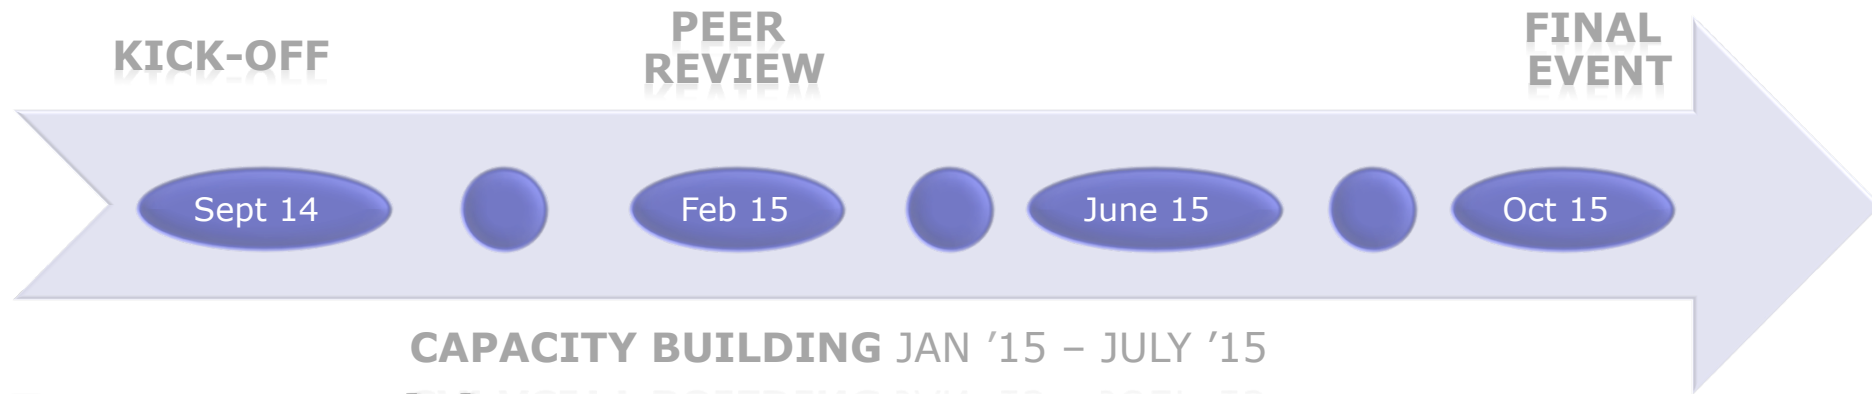 KICK-OFF
PEER
REVIEW
FINAL
EVENT
Sept 14
Feb 15
June 15
Oct 15
CAPACITY BUILDING JAN ’15 – JULY ’15